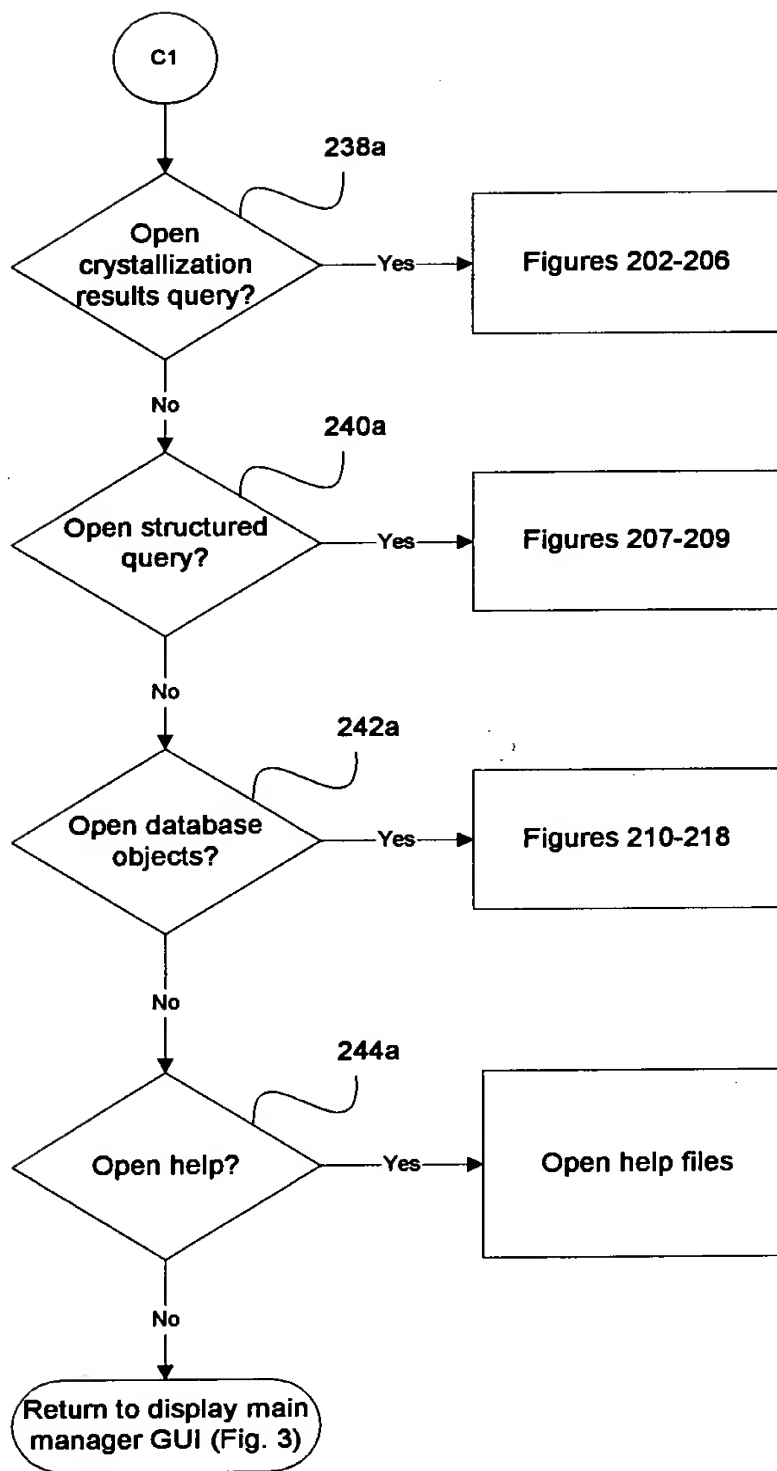 C1
238a
Open
crystallization
results query?
Yes
Figures 202-206
No
240a
Open structured
query?
Yes
Figures 207-209
No
242a
Open database
objects?
Yes
Figures 210-218
No
244a
Open help?
Yes
Open help files
No
Return to display main
manager GUI (Fig. 3)